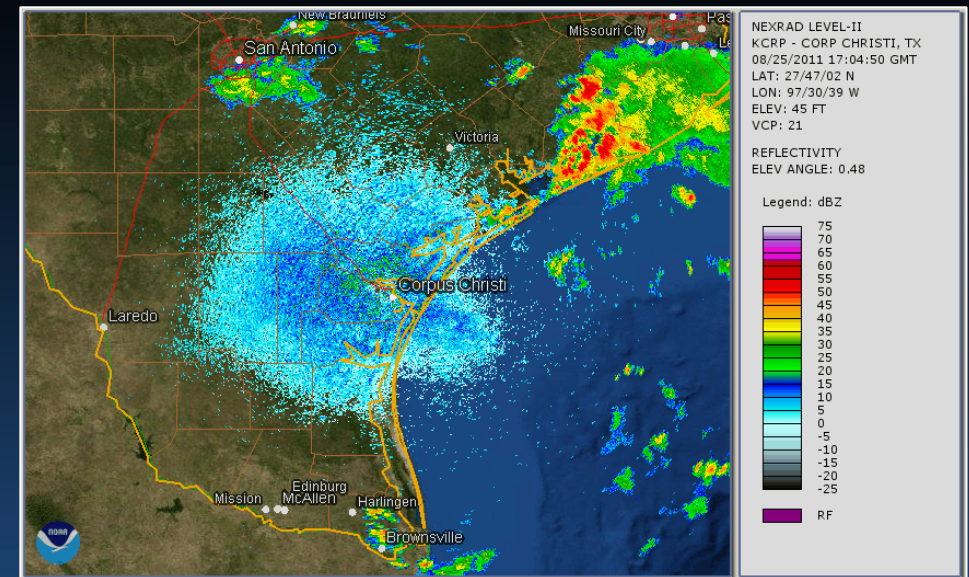 New Braunfels
San Antonio
Missouri City
Pas
Le
Victoria
Corpus Christi
Laredo
Edinburg
Mission
McAllen
Harlingen
Brownsville
NOAA
NEXRAD LEVEL-II
KCRP - CORP CHRISTI, TX
08/25/2011 17:04:50 GMT
LAT: 27/47/02 N
LON: 97/30/39 W
ELEV: 45 FT
VCP: 21
REFLECTIVITY
ELEV ANGLE: 0.48
Legend: dBZ
75
70
65
60
55
50
45
40
35
30
25
20
15
10
5
0
-5
-10
-15
-20
-25
RF